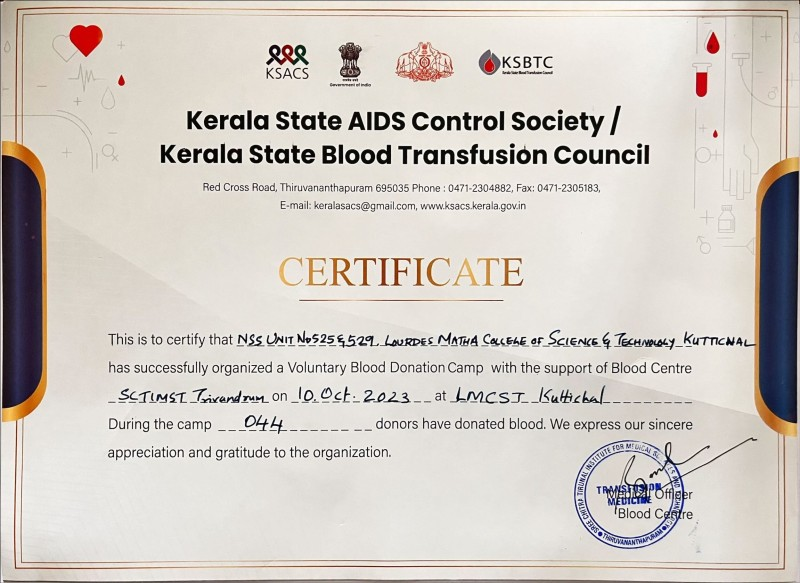 KSACS
सत्यमेव जयते
Government of India
KSBTC
Kerala State Blood Transfusion Council
Kerala State AIDS Control Society /
Kerala State Blood Transfusion Council
Red Cross Road, Thiruvananthapuram 695035 Phone : 0471-2304882, Fax: 0471-2305183,
E-mail: keralasacs@gmail.com, www.ksacs.kerala.gov.in
CERTIFICATE
This is to certify that NSS UNIT No 525 & 529, LOURDES MATHA COLLEGE OF SCIENCE & TECHNOLOGY KUTTICHAL
has successfully organized a Voluntary Blood Donation Camp with the support of Blood Centre
SCTIMST Trivandrum on 10. Oct. 2023 at LMCST Kuttichal
During the camp 044 donors have donated blood. We express our sincere
appreciation and gratitude to the organization.
SREE CHITRA TIRUNAL INSTITUTE FOR MEDICAL SCIENCES AND TECHNOLOGY
TRANSFUSION
MEDICINE
THIRUVANANTHAPURAM
Medical Officer
Blood Centre